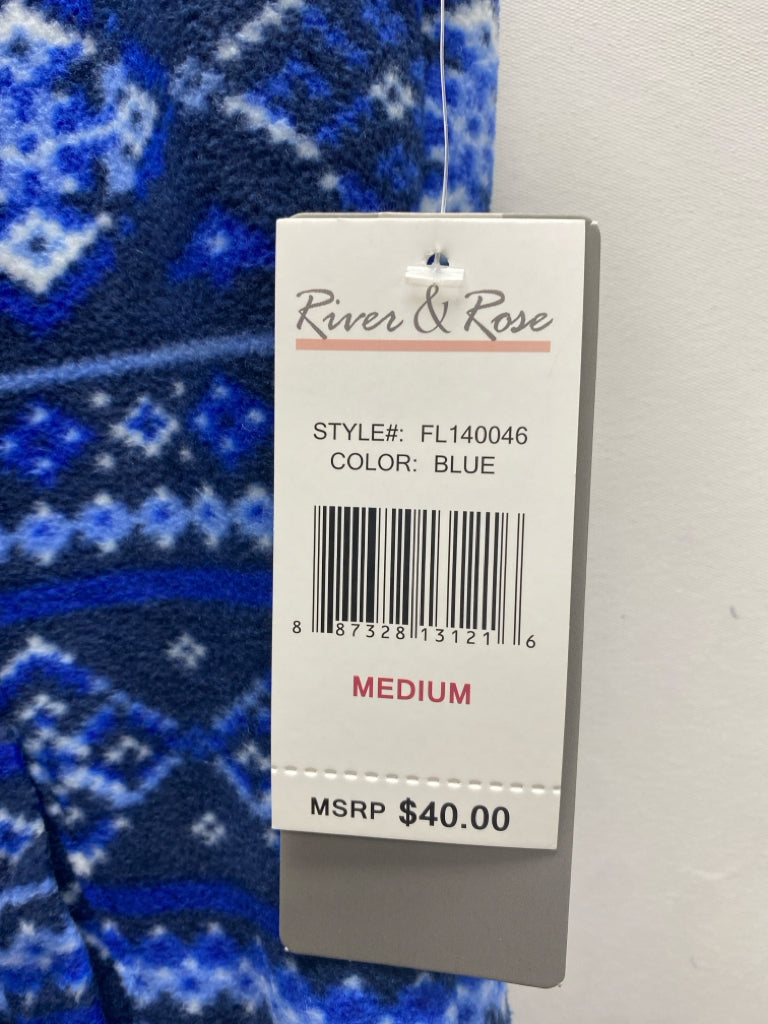 River & Rose
STYLE#: FL140046
COLOR: BLUE
8 87328 13121 6
MEDIUM
MSRP $40.00